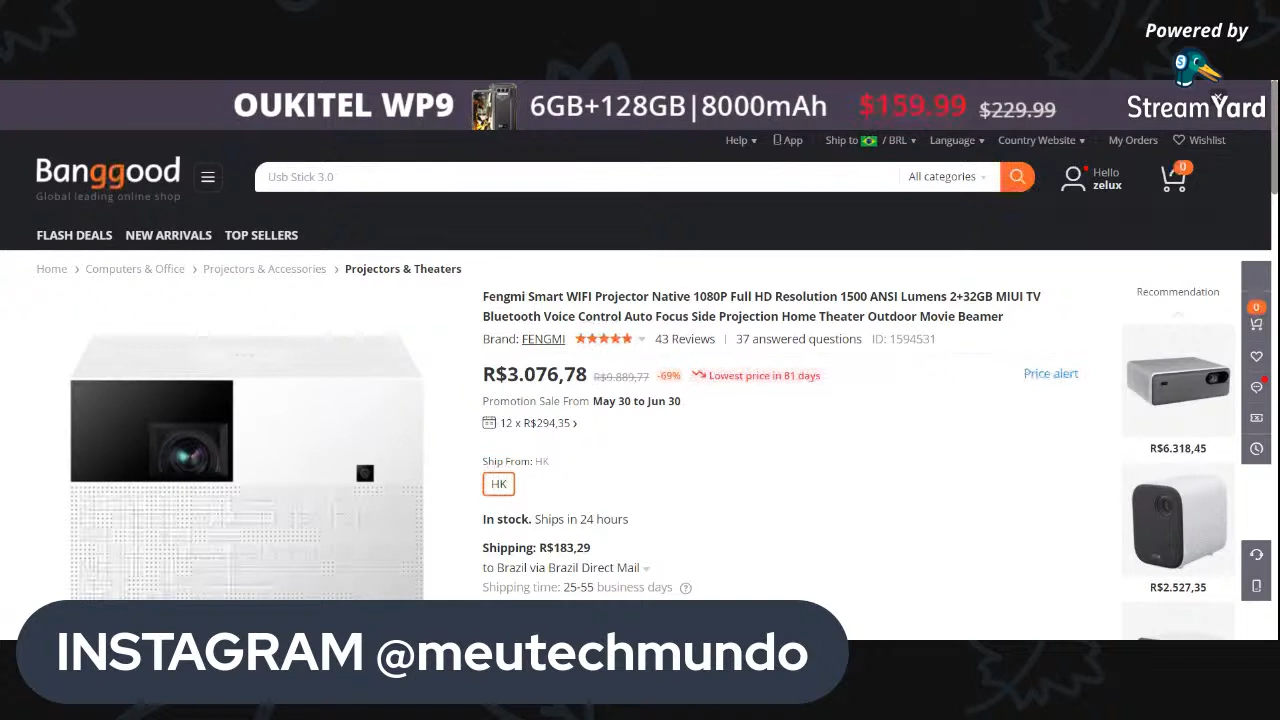 Powered by
StreamYard
OUKITEL WP9 6GB+128GB|8000mAh $159.99 $229.99
Help App Ship to / BRL Language Country Website My Orders Wishlist
Banggood
Global leading online shop
Usb Stick 3.0
All categories
Hello
zelux
0
FLASH DEALS NEW ARRIVALS TOP SELLERS
Home › Computers & Office › Projectors & Accessories › Projectors & Theaters
Fengmi Smart WIFI Projector Native 1080P Full HD Resolution 1500 ANSI Lumens 2+32GB MIUI TV
Bluetooth Voice Control Auto Focus Side Projection Home Theater Outdoor Movie Beamer
Brand: FENGMI 43 Reviews | 37 answered questions ID: 1594531
R$3.076,78 R$9.889,77 -69% Lowest price in 81 days
Price alert
Promotion Sale From May 30 to Jun 30
12 x R$294,35 ›
Ship From: HK
HK
In stock. Ships in 24 hours
Shipping: R$183,29
to Brazil via Brazil Direct Mail
Shipping time: 25-55 business days ?
Recommendation
R$6.318,45
R$2.527,35
0
INSTAGRAM @meutechmundo